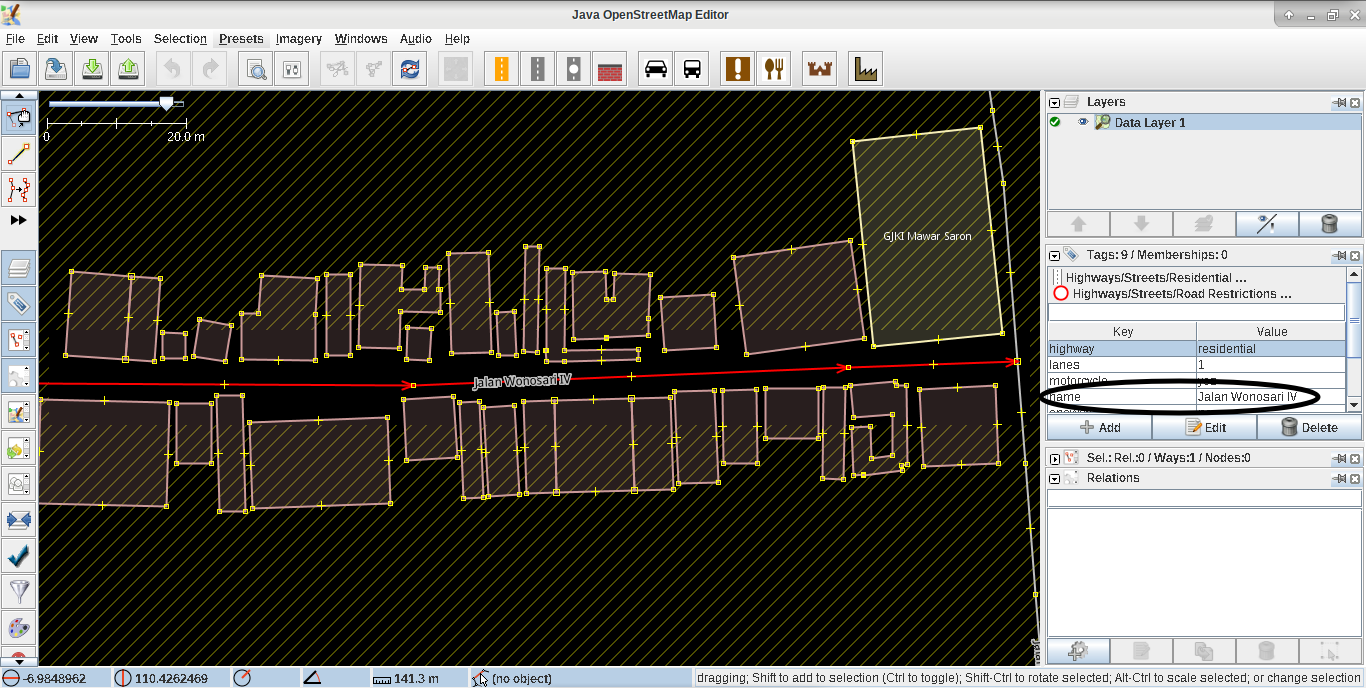 Java OpenStreetMap Editor
File Edit View Tools Selection Presets Imagery Windows Audio Help
0 20.0 m
GJKI Mawar Saron
Jalan Wonosari IV
Layers
Data Layer 1
Tags: 9 / Memberships: 0
Highways/Streets/Residential ...
Highways/Streets/Road Restrictions ...
Key Value
highway residential
lanes 1
motorcycle yes
name Jalan Wonosari IV
Add Edit Delete
Sel.: Rel.:0 / Ways:1 / Nodes:0
Relations
-6.9848962 110.4262469 141.3 m (no object) dragging; Shift to add to selection (Ctrl to toggle); Shift-Ctrl to rotate selected; Alt-Ctrl to scale selected; or change selection